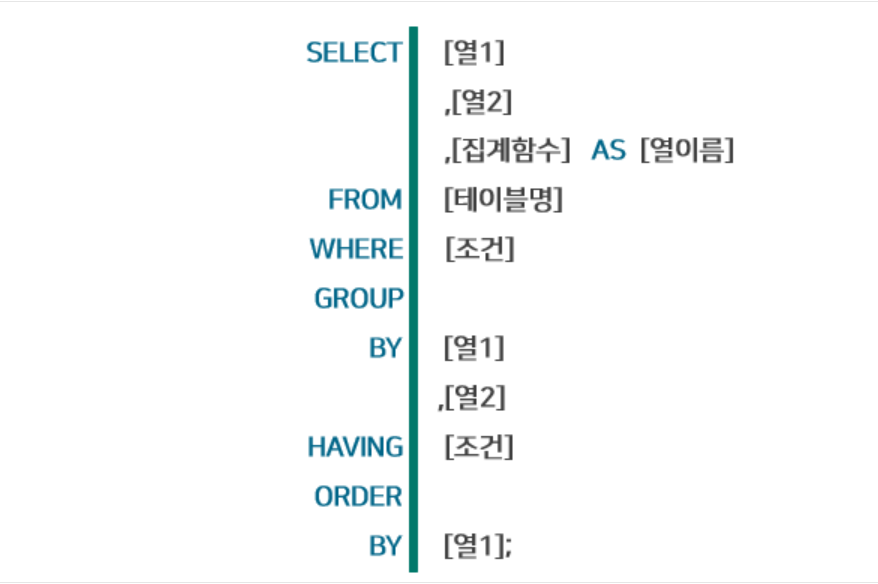 SELECT [열1]
,[열2]
,[집계함수] AS [열이름]
FROM [테이블명]
WHERE [조건]
GROUP
BY [열1]
,[열2]
HAVING [조건]
ORDER
BY [열1];